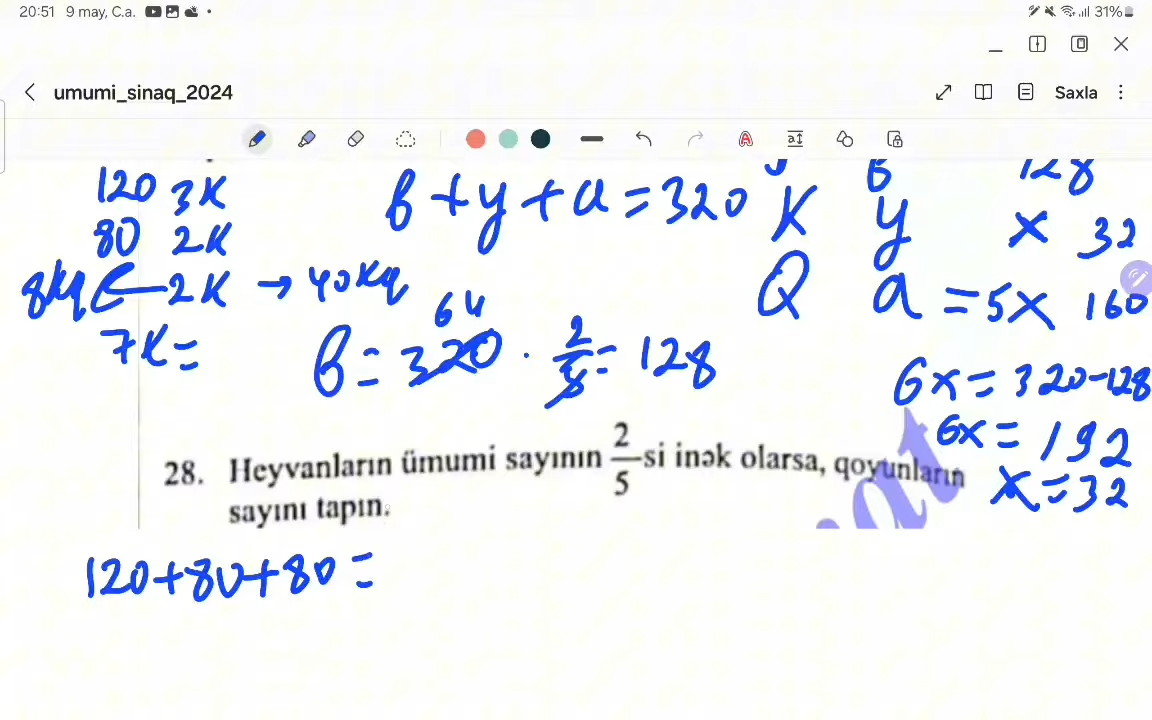 20:51 9 may, C.a. 31%
umumi_sinaq_2024 Saxla
120 3K
80 2K
8kq 2K → 40Kq
7K=
b+y+a=320
64
b=320 · 2/5=128
K y x 32
Q a =5x 160
6x=320-128
6x=192
x=32
28. Heyvanların ümumi sayının 2/5-si inək olarsa, qoyunların
sayını tapın.
120+80+80=